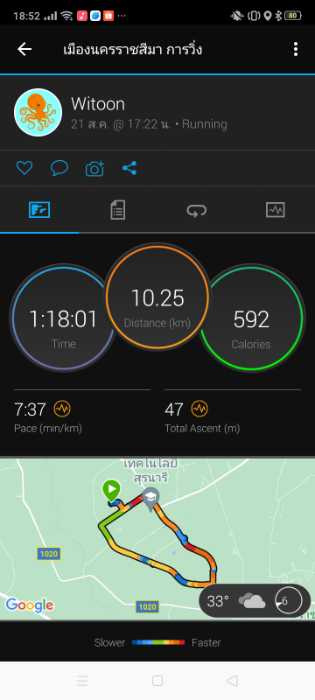 18:52
80
เมืองนครราชสีมา การวิ่ง
Witoon
21 ส.ค. @ 17:22 น. • Running
1:18:01
Time
10.25
Distance (km)
592
Calories
7:37
Pace (min/km)
47
Total Ascent (m)
เทคโนโลยี
สุรนารี
1020
1020
Google
33°
6
Slower
Faster